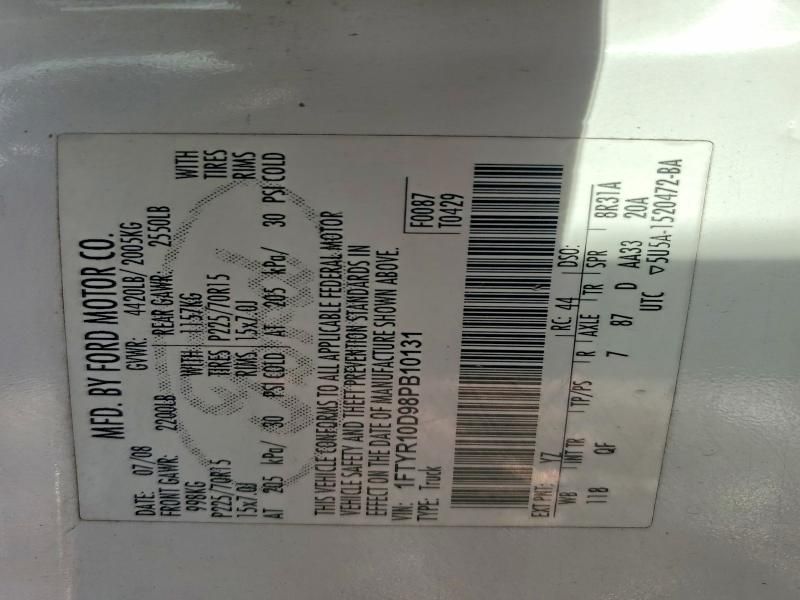 MFD. BY FORD MOTOR CO.
DATE: 07/08 GVWR: 4420LB/ 2005KG
FRONT GAWR: 2200LB REAR GAWR: 2550LB
998KG WITH 1157KG WITH
P225/70R15 TIRES P225/70R15 TIRES
15x7.0J RIMS 15x7.0J RIMS
AT 205 kPa/ 30 PSI COLD AT 205 kPa/ 30 PSI COLD
THIS VEHICLE CONFORMS TO ALL APPLICABLE FEDERAL MOTOR
VEHICLE SAFETY AND THEFT PREVENTION STANDARDS IN
EFFECT ON THE DATE OF MANUFACTURE SHOWN ABOVE.
VIN: 1FTYR10D98PB10131 F0087
TYPE: Truck T0429
EXT PNT: YZ RC: 44 DSO:
WB INT TR TP/PS R AXLE TR SPR
118 QF 7 87 D AA33 BR31A
20A
UTC ▽5U5A-1520472-BA